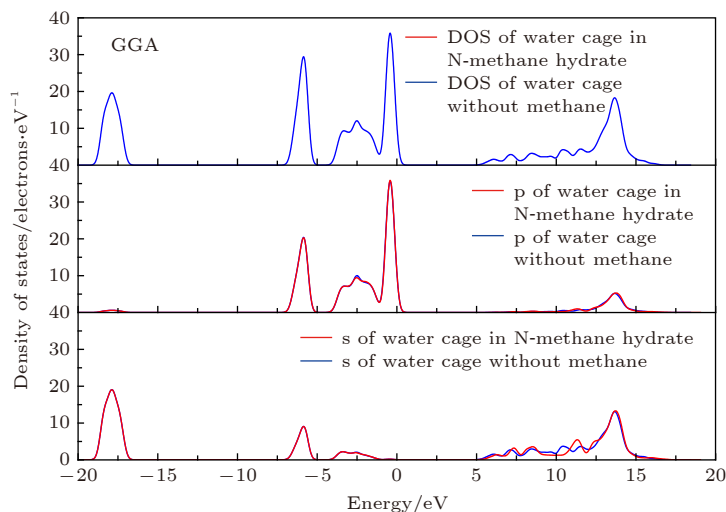 GGA
DOS of water cage in
N-methane hydrate
DOS of water cage
without methane
40
30
20
10
40
p of water cage in
N-methane hydrate
p of water cage
without methane
30
20
10
40
s of water cage in N-methane hydrate
s of water cage without methane
30
20
10
0
Density of states/electrons·eV⁻¹
−20 −15 −10 −5 0 5 10 15 20
Energy/eV